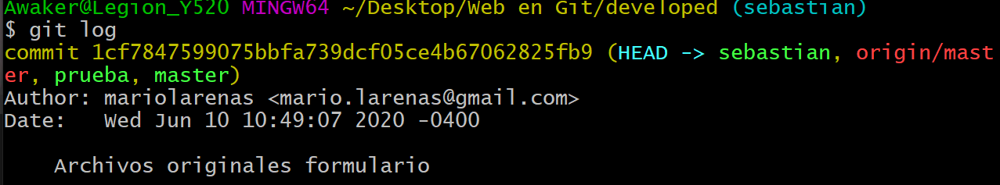 Awaker@Legion_Y520 MINGW64 ~/Desktop/Web en Git/developed (sebastian)
$ git log
commit 1cf7847599075bbfa739dcf05ce4b67062825fb9 (HEAD -> sebastian, origin/mast
er, prueba, master)
Author: mariolarenas <mario.larenas@gmail.com>
Date:   Wed Jun 10 10:49:07 2020 -0400
    Archivos originales formulario